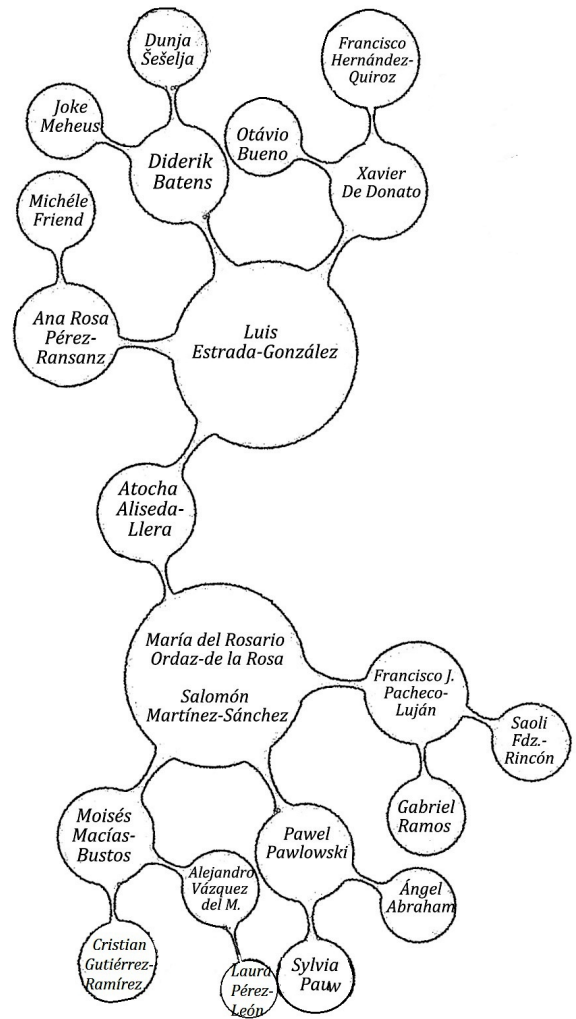 Dunja
Šešelja
Francisco
Hernández-
Quiroz
Joke
Meheus
Otávio
Bueno
Diderik
Batens
Xavier
De Donato
Michéle
Friend
Ana Rosa
Pérez-
Ransanz
Luis
Estrada-González
Atocha
Aliseda-
Llera
María del Rosario
Ordaz-de la Rosa
Salomón
Martínez-Sánchez
Francisco J.
Pacheco-
Luján
Saoli
Fdz.-
Rincón
Gabriel
Ramos
Moisés
Macías-
Bustos
Pawel
Pawlowski
Alejandro
Vázquez
del M.
Ángel
Abraham
Cristian
Gutiérrez-
Ramírez
Laura
Pérez-
León
Sylvia
Pauw